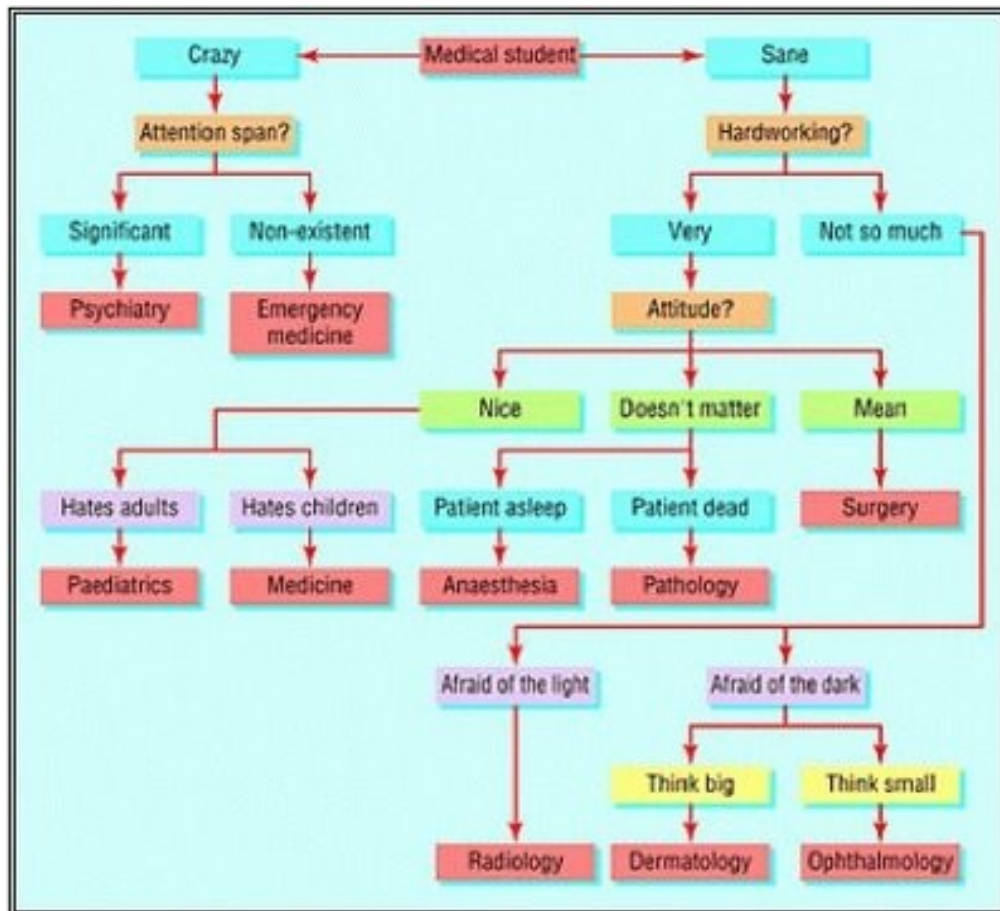 Crazy
Medical student
Sane
Attention span?
Hardworking?
Significant
Non-existent
Very
Not so much
Psychiatry
Emergency
medicine
Attitude?
Nice
Doesn't matter
Mean
Hates adults
Hates children
Patient asleep
Patient dead
Surgery
Paediatrics
Medicine
Anaesthesia
Pathology
Afraid of the light
Afraid of the dark
Think big
Think small
Radiology
Dermatology
Ophthalmology